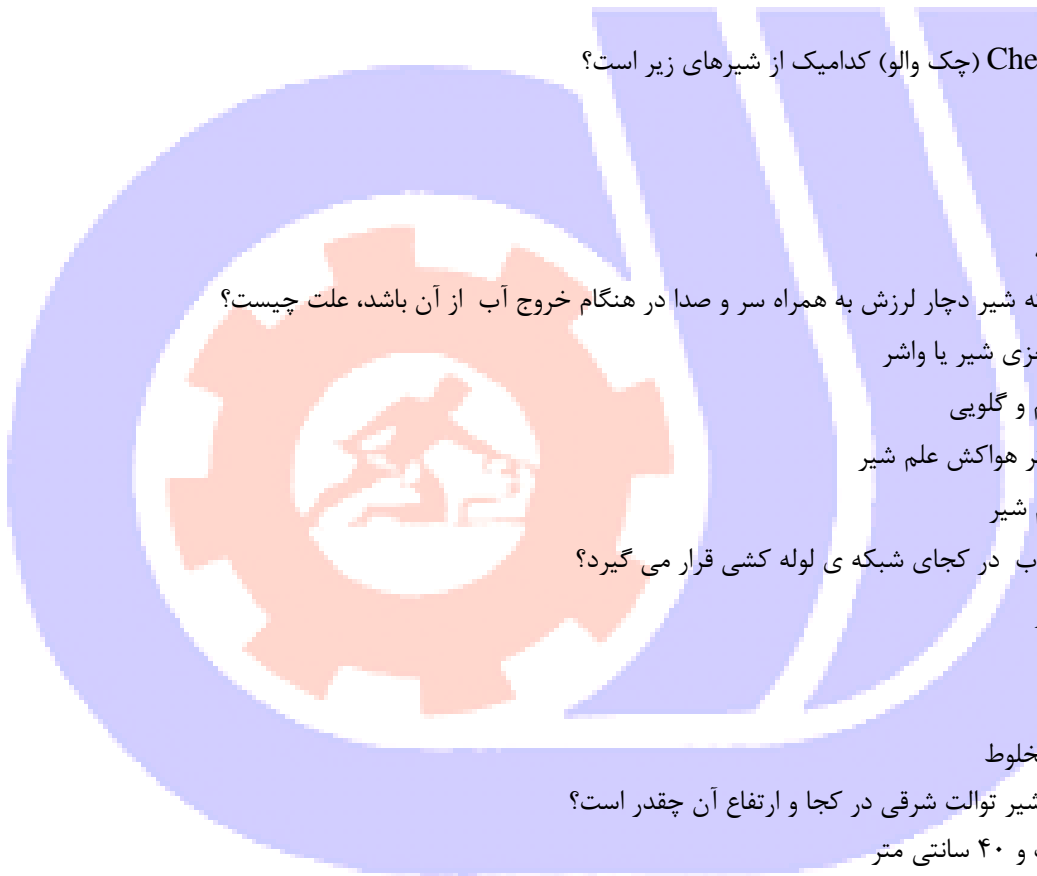 Che (چک والو) کدامیک از شیرهای زیر است؟
ه شیر دچار لرزش به همراه سر و صدا در هنگام خروج آب از آن باشد، علت چیست؟
شیر یا واشر
و گلویی
هواکش علم شیر
شیر
در کجای شبکه ی لوله کشی قرار می گیرد؟
شیر توالت شرقی در کجا و ارتفاع آن چقدر است؟
و ۴۰ سانتی متر